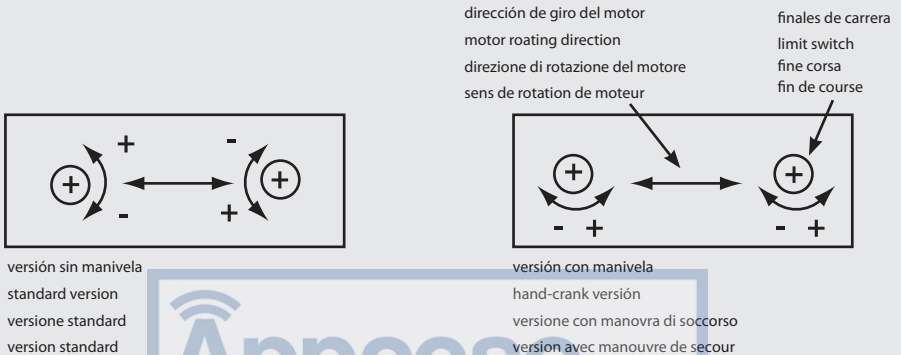 dirección de giro del motor
motor roating direction
direzione di rotazione del motore
sens de rotation de moteur
finales de carrera
limit switch
fine corsa
fin de course
+ -
+ +
- +
+ +
- + - +
versión sin manivela
standard version
versione standard
version standard
versión con manivela
hand-crank versión
versione con manovra di soccorso
version avec manouvre de secour